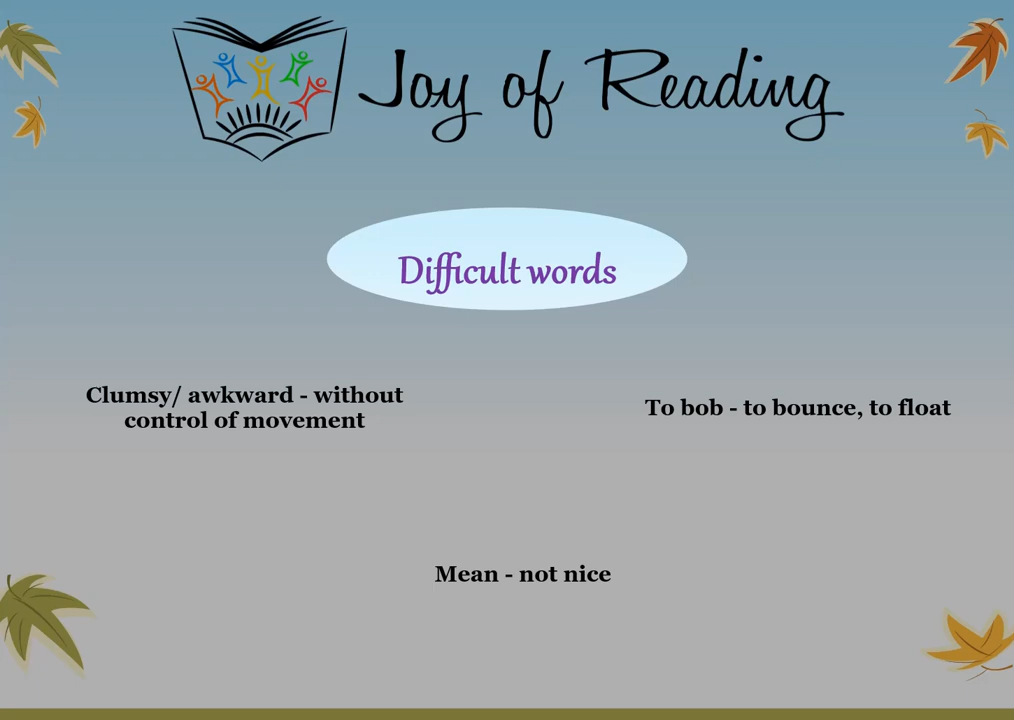 Joy of Reading
Difficult words
Clumsy/ awkward - without
control of movement
To bob - to bounce, to float
Mean - not nice